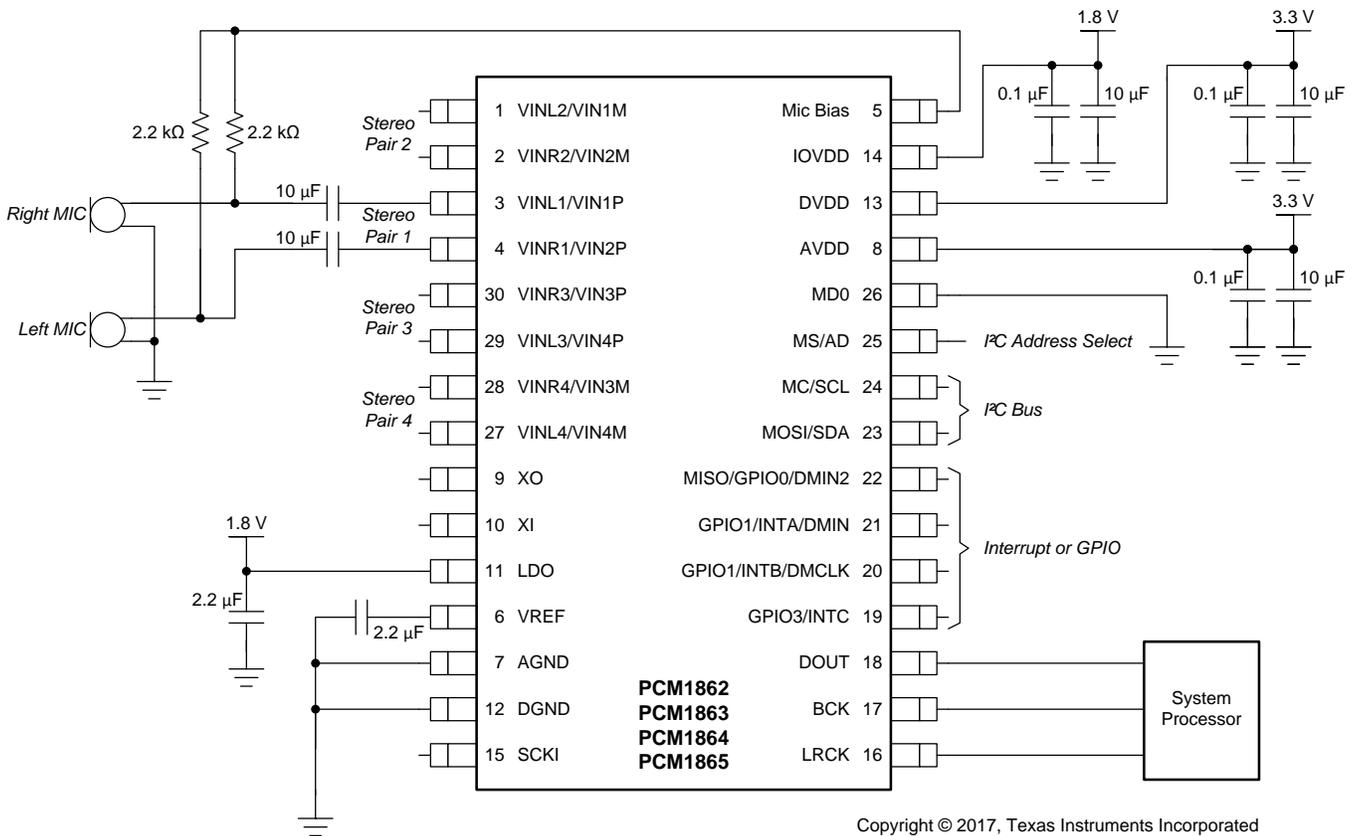 1.8 V
3.3 V
0.1 µF
10 µF
0.1 µF
10 µF
2.2 kΩ
2.2 kΩ
Stereo
Pair 2
1 VINL2/VIN1M
Mic Bias 5
2 VINR2/VIN2M
IOVDD 14
Right MIC
10 µF
Stereo
Pair 1
3 VINL1/VIN1P
DVDD 13
3.3 V
10 µF
4 VINR1/VIN2P
AVDD 8
0.1 µF
10 µF
Left MIC
Stereo
Pair 3
30 VINR3/VIN3P
MD0 26
29 VINL3/VIN4P
MS/AD 25
I²C Address Select
Stereo
Pair 4
28 VINR4/VIN3M
MC/SCL 24
I²C Bus
27 VINL4/VIN4M
MOSI/SDA 23
9 XO
MISO/GPIO0/DMIN2 22
1.8 V
10 XI
GPIO1/INTA/DMIN 21
Interrupt or GPIO
11 LDO
GPIO1/INTB/DMCLK 20
2.2 µF
2.2 µF
6 VREF
GPIO3/INTC 19
7 AGND
DOUT 18
12 DGND
BCK 17
15 SCKI
LRCK 16
PCM1862
PCM1863
PCM1864
PCM1865
System
Processor
Copyright © 2017, Texas Instruments Incorporated